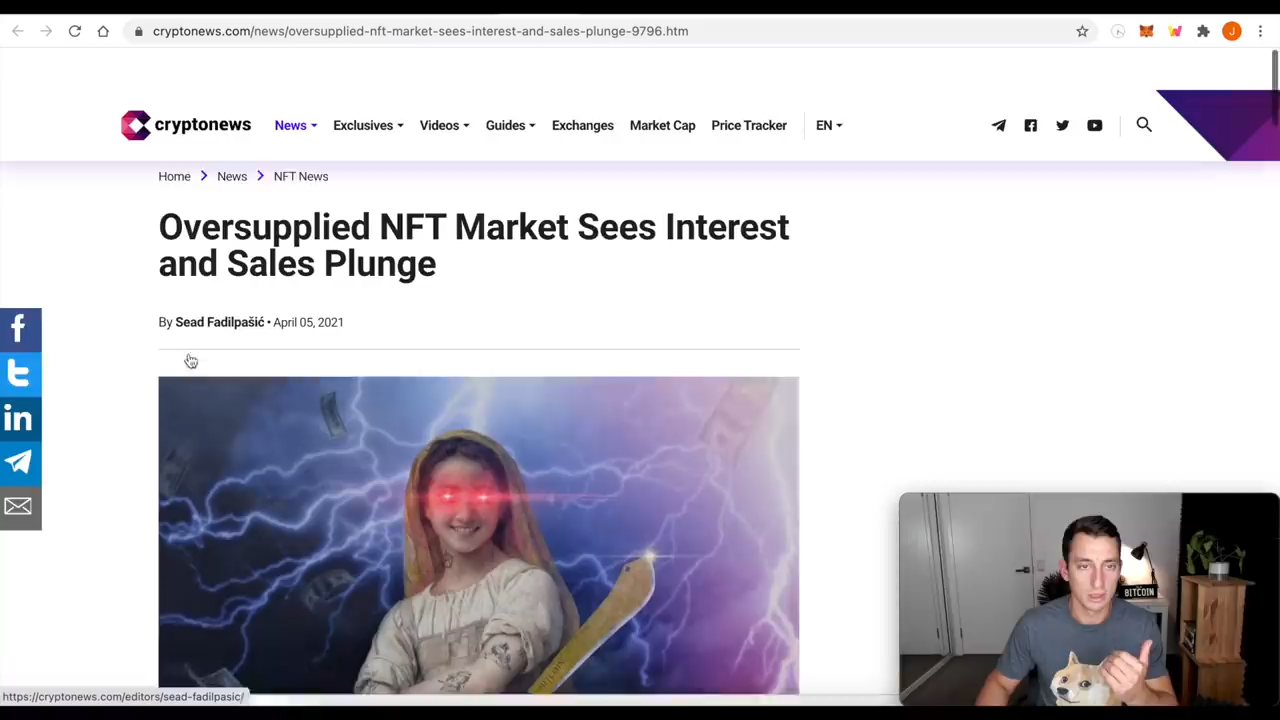 cryptonews.com/news/oversupplied-nft-market-sees-interest-and-sales-plunge-9796.htm
J
cryptonews
News
Exclusives
Videos
Guides
Exchanges
Market Cap
Price Tracker
EN
Home > News > NFT News
Oversupplied NFT Market Sees Interest
and Sales Plunge
By Sead Fadilpašić • April 05, 2021
BITCOIN
https://cryptonews.com/editors/sead-fadilpasic/